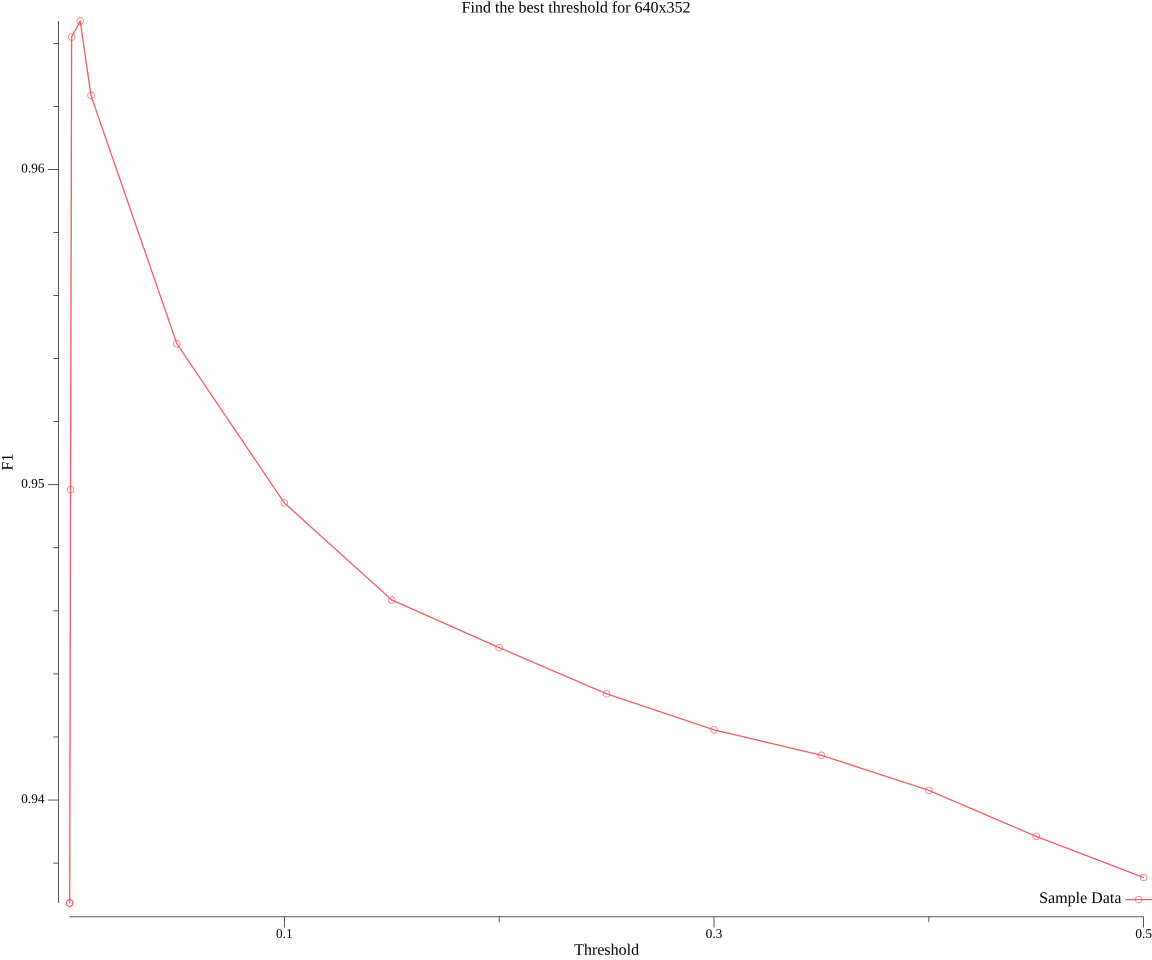 Find the best threshold for 640x352
0.96
0.95
0.94
F1
Sample Data
0.1
0.3
0.5
Threshold